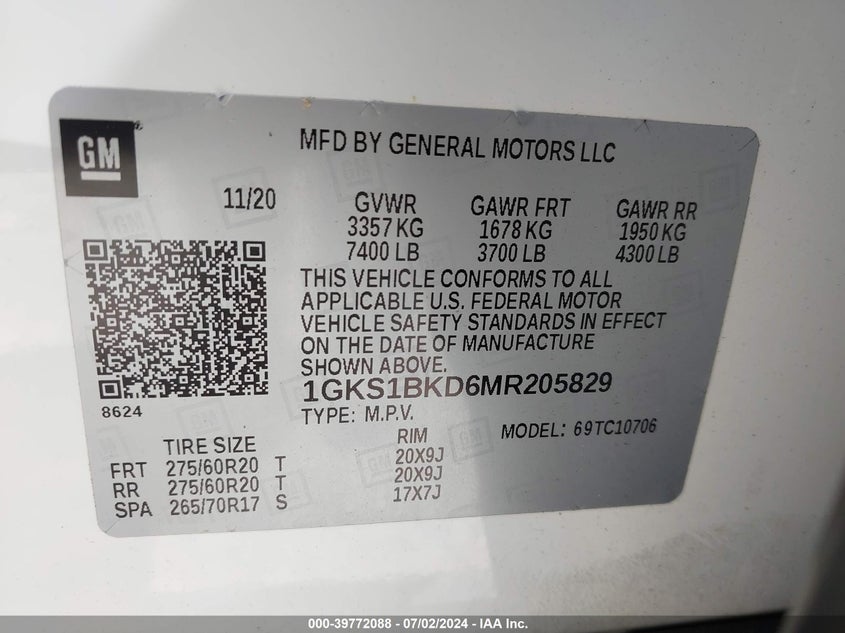 GM
MFD BY GENERAL MOTORS LLC
11/20
GVWR GAWR FRT GAWR RR
3357 KG 1678 KG 1950 KG
7400 LB 3700 LB 4300 LB
THIS VEHICLE CONFORMS TO ALL
APPLICABLE U.S. FEDERAL MOTOR
VEHICLE SAFETY STANDARDS IN EFFECT
ON THE DATE OF MANUFACTURE
SHOWN ABOVE.
1GKS1BKD6MR205829
8624
TYPE: M.P.V. MODEL: 69TC10706
TIRE SIZE RIM
FRT 275/60R20 T 20X9J
RR 275/60R20 T 20X9J
SPA 265/70R17 S 17X7J
000-39772088 - 07/02/2024 - IAA Inc.